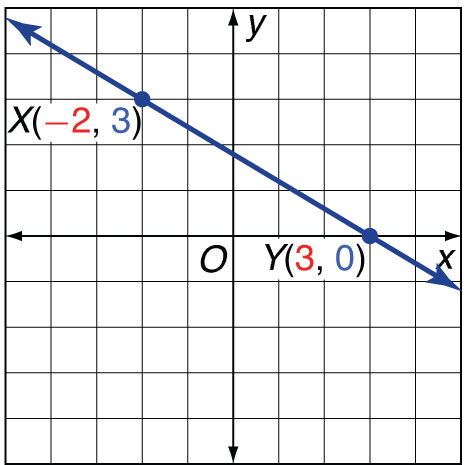 y
X(−2, 3)
O
Y(3, 0)
x